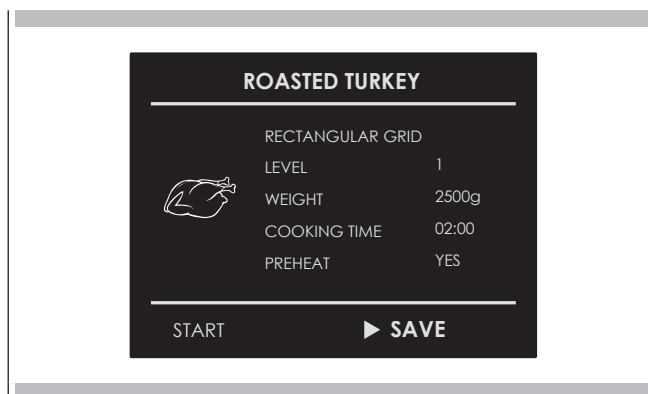 ROASTED TURKEY
RECTANGULAR GRID
LEVEL 1
WEIGHT 2500g
COOKING TIME 02:00
PREHEAT YES
START ▶ SAVE